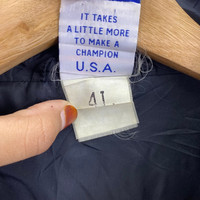 IT TAKES
A LITTLE MORE
TO MAKE A
CHAMPION
U.S.A.
4L